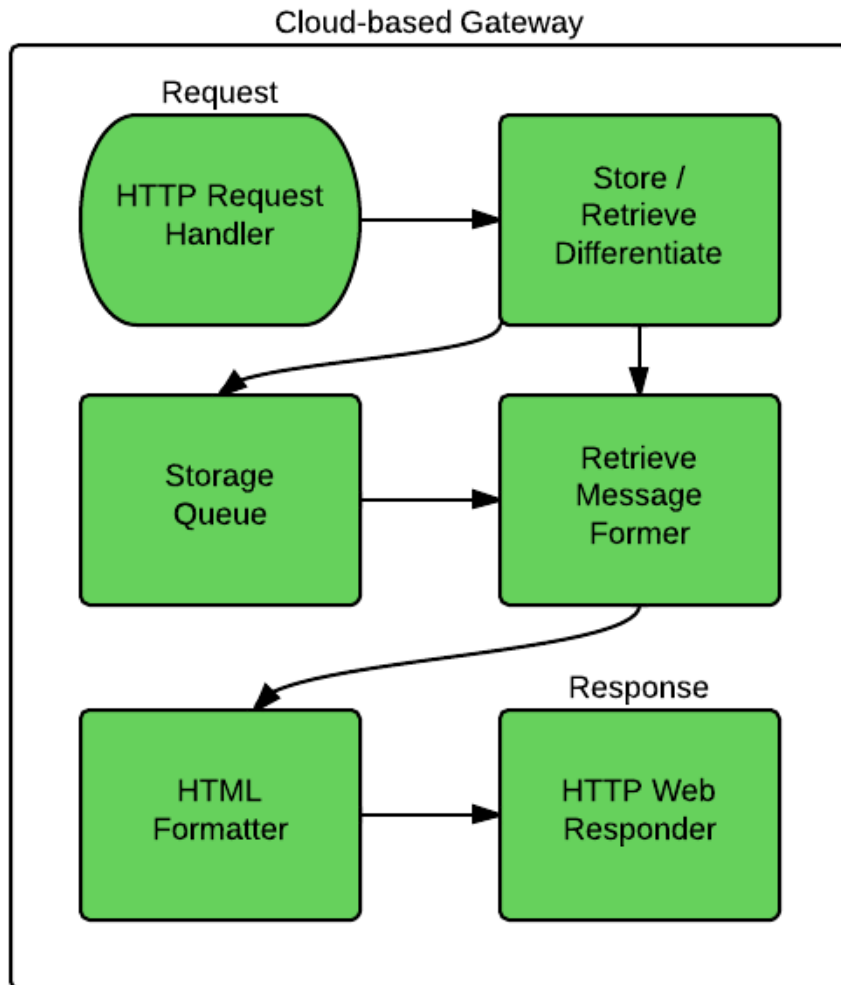 Cloud-based Gateway
Request
HTTP Request
Handler
Store /
Retrieve
Differentiate
Storage
Queue
Retrieve
Message
Former
HTML
Formatter
Response
HTTP Web
Responder